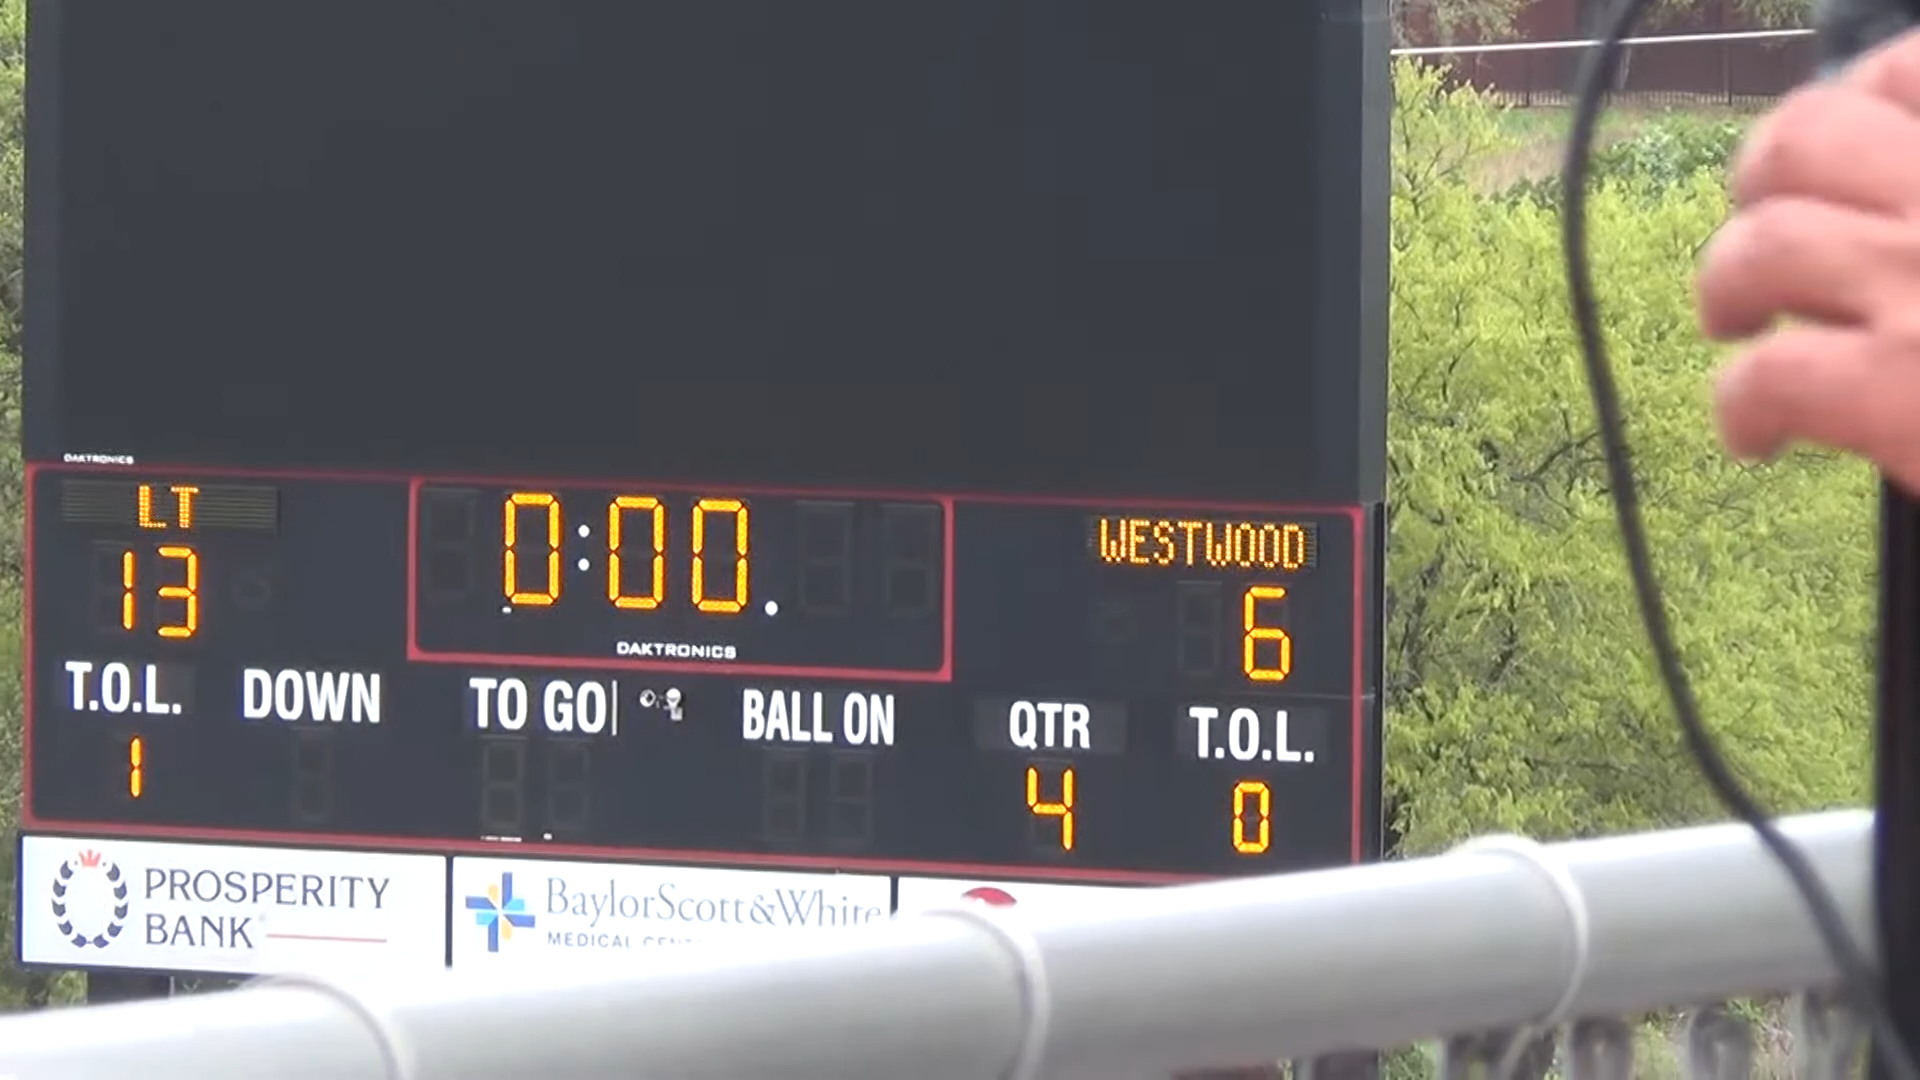 DAKTRONICS
LT
0:00.
WESTWOOD
13
6
DAKTRONICS
T.O.L.
DOWN
TO GO
BALL ON
QTR
T.O.L.
1
4
0
PROSPERITY
BANK
BaylorScott&White
MEDICAL